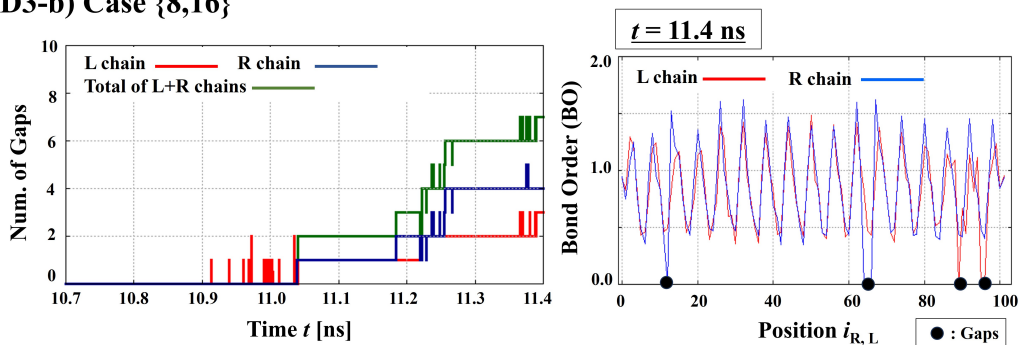 D3-b) Case {8,16}
10
8
6
4
2
0
Num. of Gaps
L chain
R chain
Total of L+R chains
10.7 10.8 10.9 11.0 11.1 11.2 11.3 11.4
Time t [ns]
t = 11.4 ns
2.0
1.0
0.0
Bond Order (BO)
L chain
R chain
0 20 40 60 80 100
Position iR, L
● : Gaps